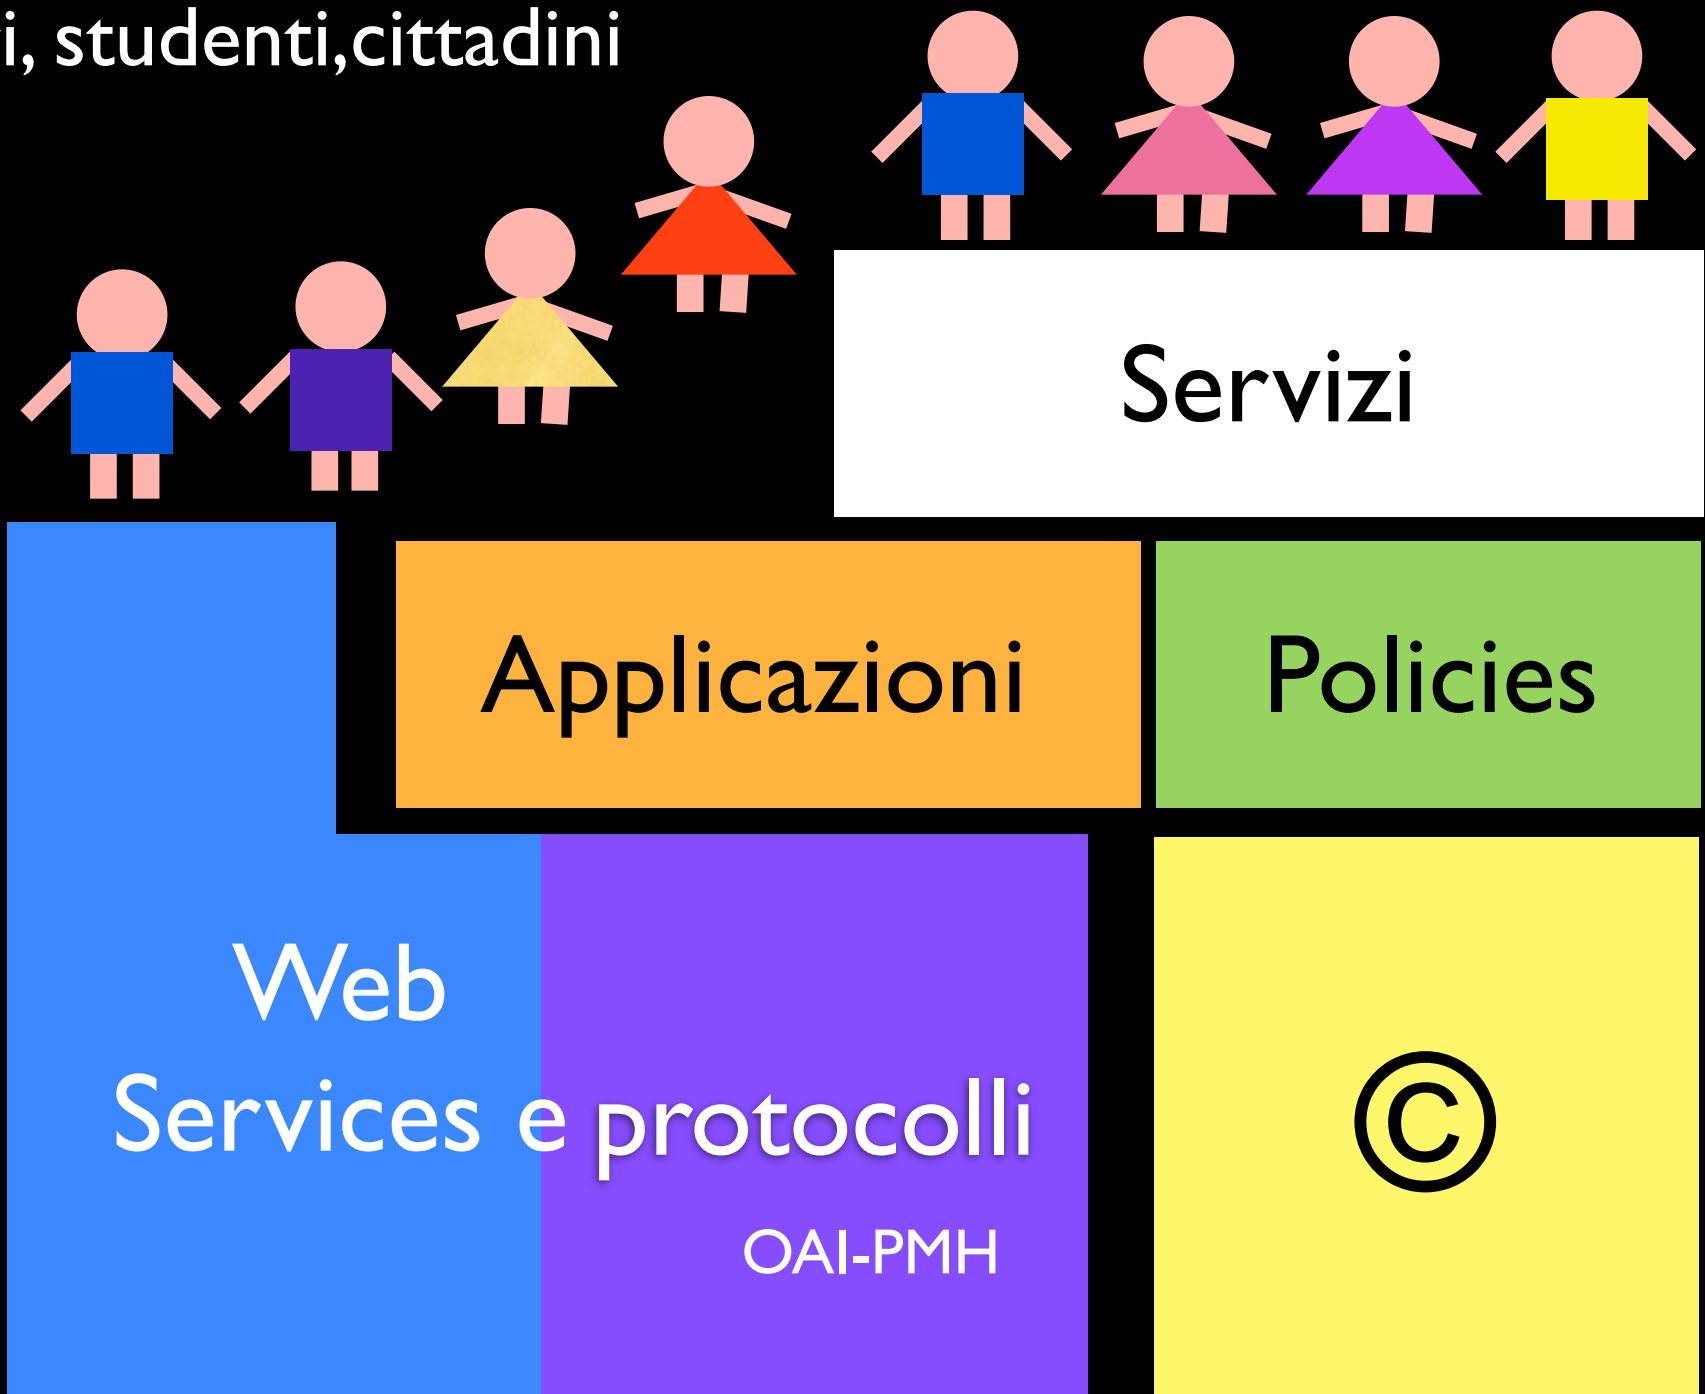 i, studenti,cittadini
Servizi
Applicazioni
Policies
Web
Services e protocolli
OAI-PMH
©